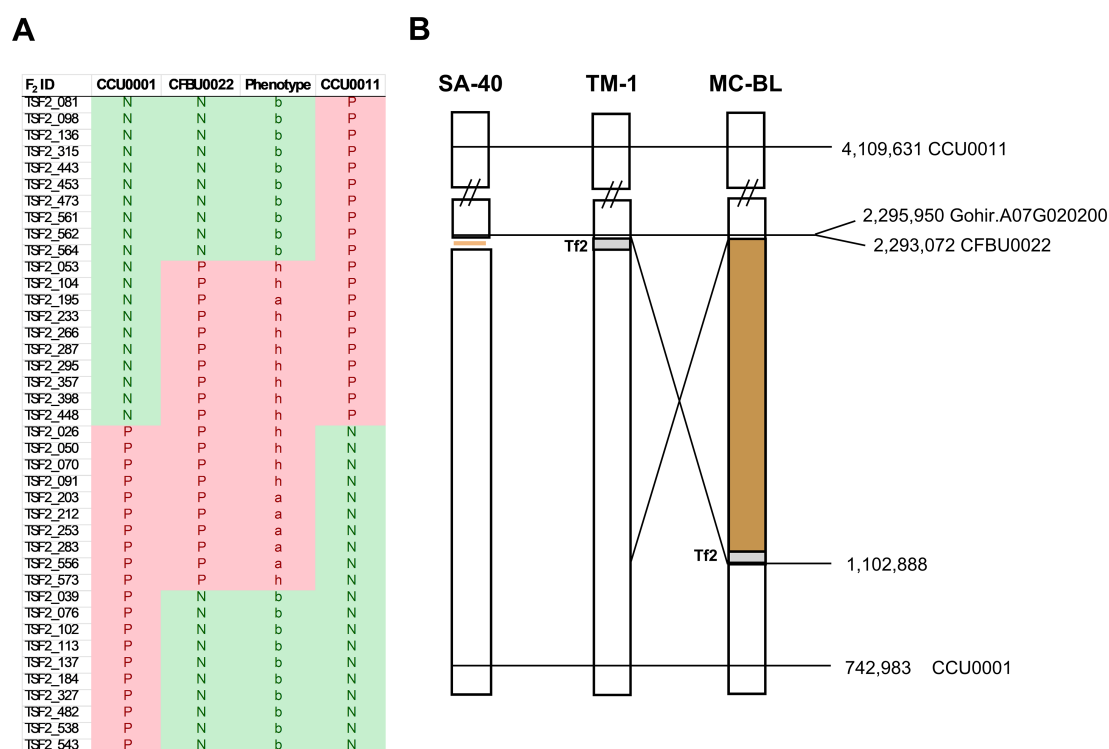 A
F2 ID CCU0001 CFBU0022 Phenotype CCU0011
TSF2_081 N N b P
TSF2_098 N N b P
TSF2_136 N N b P
TSF2_315 N N b P
TSF2_443 N N b P
TSF2_453 N N b P
TSF2_473 N N b P
TSF2_561 N N b P
TSF2_562 N N b P
TSF2_564 N N b P
TSF2_053 N P h P
TSF2_104 N P h P
TSF2_195 N P a P
TSF2_233 N P h P
TSF2_266 N P h P
TSF2_287 N P h P
TSF2_295 N P h P
TSF2_357 N P h P
TSF2_398 N P h P
TSF2_448 N P h P
TSF2_026 P P h N
TSF2_050 P P h N
TSF2_070 P P h N
TSF2_091 P P h N
TSF2_203 P P a N
TSF2_212 P P a N
TSF2_253 P P a N
TSF2_283 P P a N
TSF2_556 P P a N
TSF2_573 P P h N
TSF2_039 P N b N
TSF2_076 P N b N
TSF2_102 P N b N
TSF2_113 P N b N
TSF2_137 P N b N
TSF2_184 P N b N
TSF2_327 P N b N
TSF2_482 P N b N
TSF2_538 P N b N
TSF2_543 P N b N
B
SA-40 TM-1 MC-BL
4,109,631 CCU0011
2,295,950 Gohir.A07G020200
Tf2
2,293,072 CFBU0022
Tf2
1,102,888
742,983 CCU0001